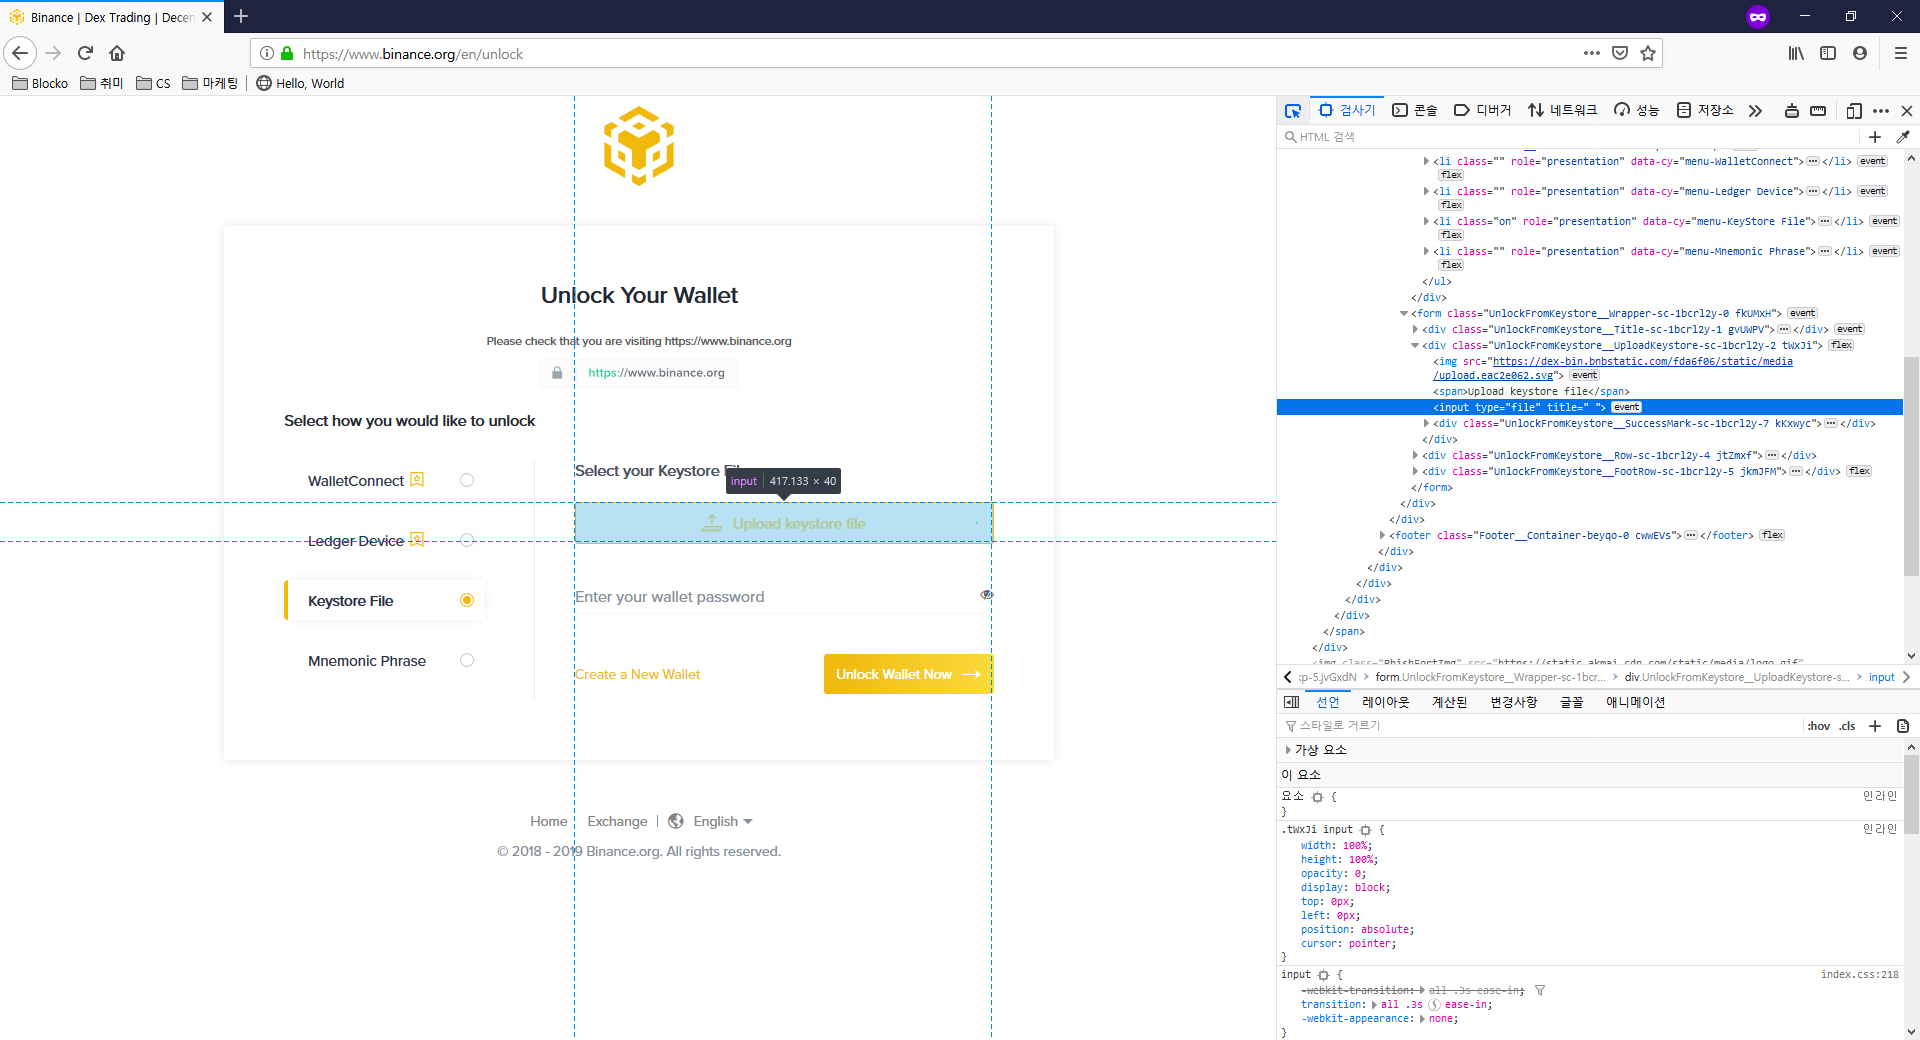 Binance | Dex Trading | Decen
https://www.binance.org/en/unlock
Blocko 취미 CS 마케팅 Hello, World
Unlock Your Wallet
Please check that you are visiting https://www.binance.org
https://www.binance.org
Select how you would like to unlock
WalletConnect
Ledger Device
Keystore File
Mnemonic Phrase
Select your Keystore File
input 417.133 × 40
Upload keystore file
Enter your wallet password
Create a New Wallet
Unlock Wallet Now
Home Exchange | English
© 2018 - 2019 Binance.org. All rights reserved.
검사기 콘솔 디버거 네트워크 성능 저장소
HTML 검색
<li class="" role="presentation" data-cy="menu-WalletConnect"></li> event
flex
<li class="" role="presentation" data-cy="menu-Ledger Device"></li> event
flex
<li class="on" role="presentation" data-cy="menu-KeyStore File"></li> event
flex
<li class="" role="presentation" data-cy="menu-Mnemonic Phrase"></li> event
flex
</ul>
</div>
<form class="UnlockFromKeystore__Wrapper-sc-1bcrl2y-0 fkUMxH"> event
<div class="UnlockFromKeystore__Title-sc-1bcrl2y-1 gvUWPV"></div> event
<div class="UnlockFromKeystore__UploadKeystore-sc-1bcrl2y-2 tWxJi"> flex
<img src="https://dex-bin.bnbstatic.com/fda6f06/static/media
/upload.eac2e062.svg"> event
<span>Upload keystore file</span>
<input type="file" title=" "> event
<div class="UnlockFromKeystore__SuccessMark-sc-1bcrl2y-7 kKxwyc"></div>
</div>
<div class="UnlockFromKeystore__Row-sc-1bcrl2y-4 jtZmxf"></div>
<div class="UnlockFromKeystore__FootRow-sc-1bcrl2y-5 jkmJFM"></div> flex
</form>
</div>
</div>
<footer class="Footer__Container-beyqo-0 cwwEVs"></footer> flex
</div>
</div>
</div>
</div>
</div>
</span>
</div>
<img class="PhishFortImg" src="https://static.akmai.cdn.com/static/media/logo.gif"
xp-5.jvGxdN > form.UnlockFromKeystore__Wrapper-sc-1bcr... > div.UnlockFromKeystore__UploadKeystore-s... > input
선언 레이아웃 계산된 변경사항 글꼴 애니메이션
스타일로 거르기 :hov .cls
가상 요소
이 요소
요소 { 인라인
}
.tWxJi input { 인라인
width: 100%;
height: 100%;
opacity: 0;
display: block;
top: 0px;
left: 0px;
position: absolute;
cursor: pointer;
}
input { index.css:218
-webkit-transition: all .3s ease-in;
transition: all .3s ease-in;
-webkit-appearance: none;
}